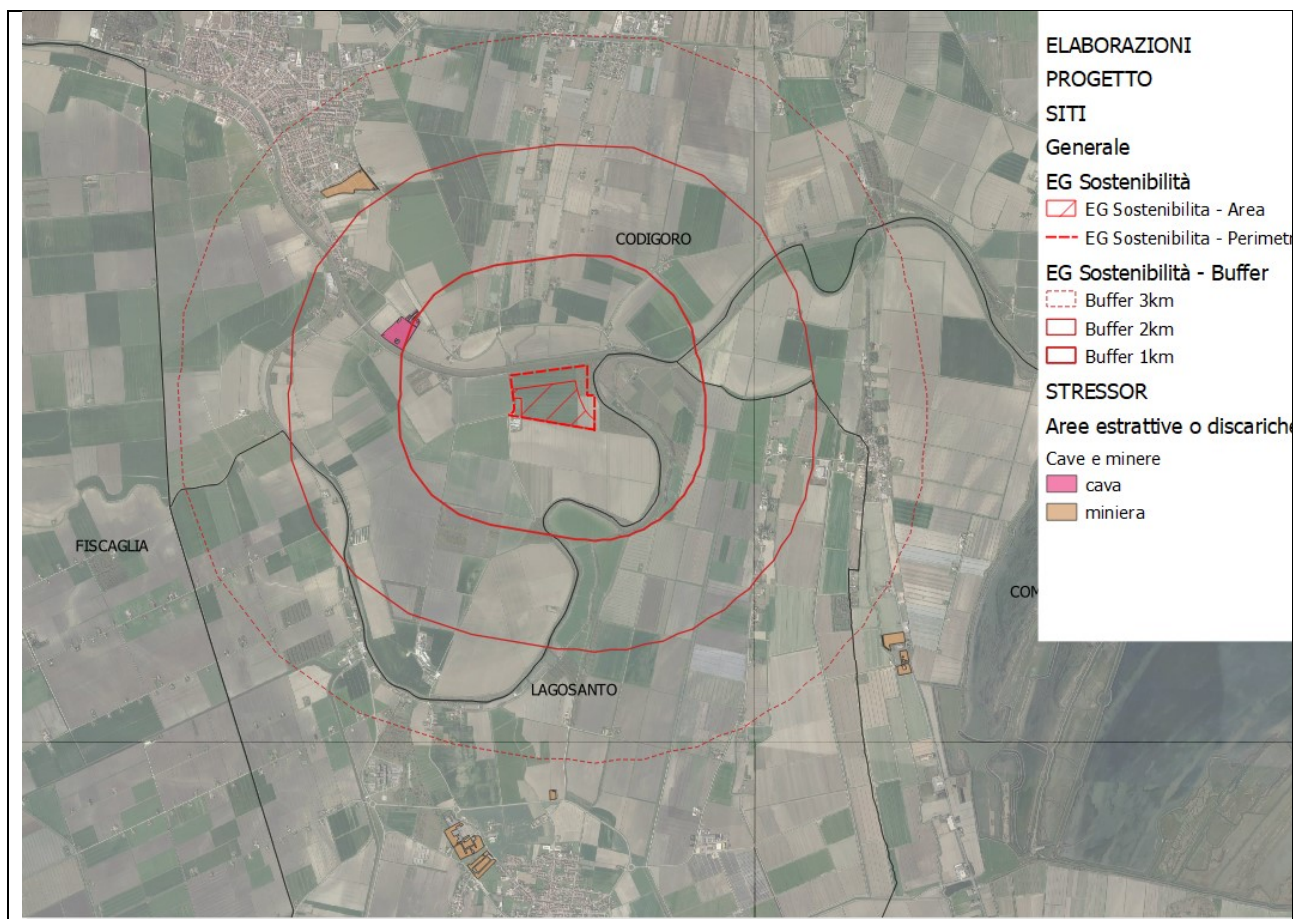 ELABORAZIONI
PROGETTO
SITI
Generale
EG Sostenibilità
EG Sostenibilita - Area
EG Sostenibilita - Perimetr
EG Sostenibilità - Buffer
Buffer 3km
Buffer 2km
Buffer 1km
STRESSOR
Aree estrattive o discariche
Cave e minere
cava
miniera
CODIGORO
FISCAGLIA
COM
LAGOSANTO